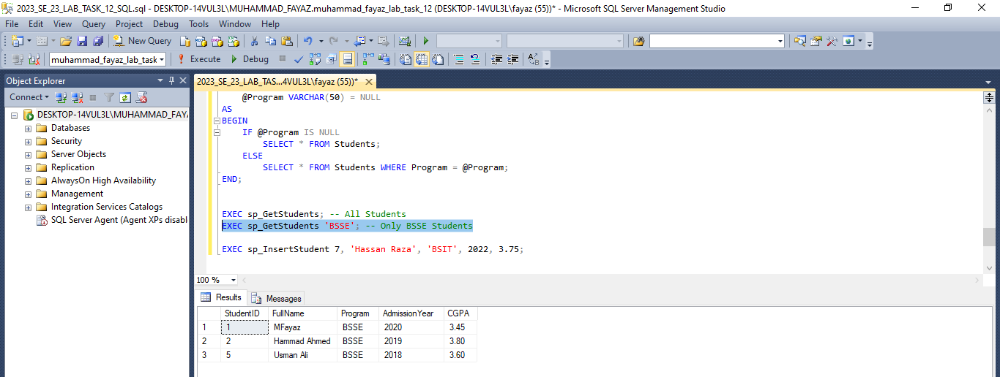 2023_SE_23_LAB_TASK_12_SQL.sql - DESKTOP-14VUL3L\MUHAMMAD_FAYAZ.muhammad_fayaz_lab_task_12 (DESKTOP-14VUL3L\fayaz (55))* - Microsoft SQL Server Management Studio
File Edit View Query Project Debug Tools Window Help
New Query
muhammad_fayaz_lab_task Execute Debug
Object Explorer
Connect
DESKTOP-14VUL3L\MUHAMMAD_FAYA
Databases
Security
Server Objects
Replication
AlwaysOn High Availability
Management
Integration Services Catalogs
SQL Server Agent (Agent XPs disabl
2023_SE_23_LAB_TAS...4VUL3L\fayaz (55))*
@Program VARCHAR(50) = NULL
AS
BEGIN
IF @Program IS NULL
SELECT * FROM Students;
ELSE
SELECT * FROM Students WHERE Program = @Program;
END;
EXEC sp_GetStudents; -- All Students
EXEC sp_GetStudents 'BSSE'; -- Only BSSE Students
EXEC sp_InsertStudent 7, 'Hassan Raza', 'BSIT', 2022, 3.75;
100 %
Results Messages
StudentID FullName Program AdmissionYear CGPA
1 1 MFayaz BSSE 2020 3.45
2 2 Hammad Ahmed BSSE 2019 3.80
3 5 Usman Ali BSSE 2018 3.60